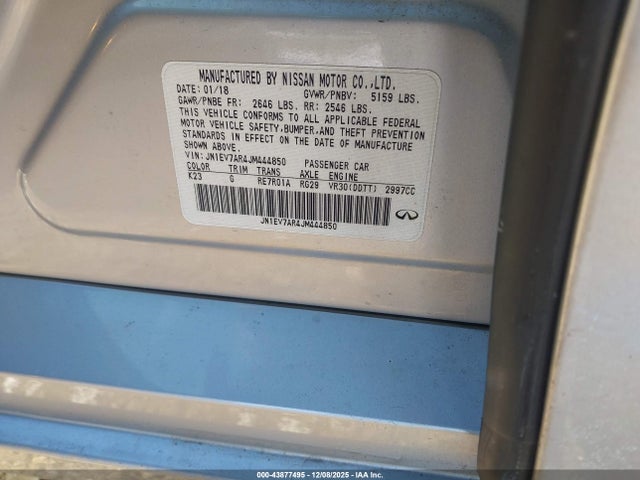 MANUFACTURED BY NISSAN MOTOR CO.,LTD.
DATE: 01/18 GVWR/PNBV: 5159 LBS.
GAWR/PNBE FR: 2646 LBS. RR: 2546 LBS.
THIS VEHICLE CONFORMS TO ALL APPLICABLE FEDERAL
MOTOR VEHICLE SAFETY,BUMPER,AND THEFT PREVENTION
STANDARDS IN EFFECT ON THE DATE OF MANUFACTURE
SHOWN ABOVE.
VIN: JN1EV7AR4JM444850 PASSENGER CAR
COLOR TRIM TRANS AXLE ENGINE
K23 G RE7R01A RG29 VR30(DDTT) 2997CC
JN1EV7AR4JM444850
000-43877495 12/08/2025 IAA Inc.